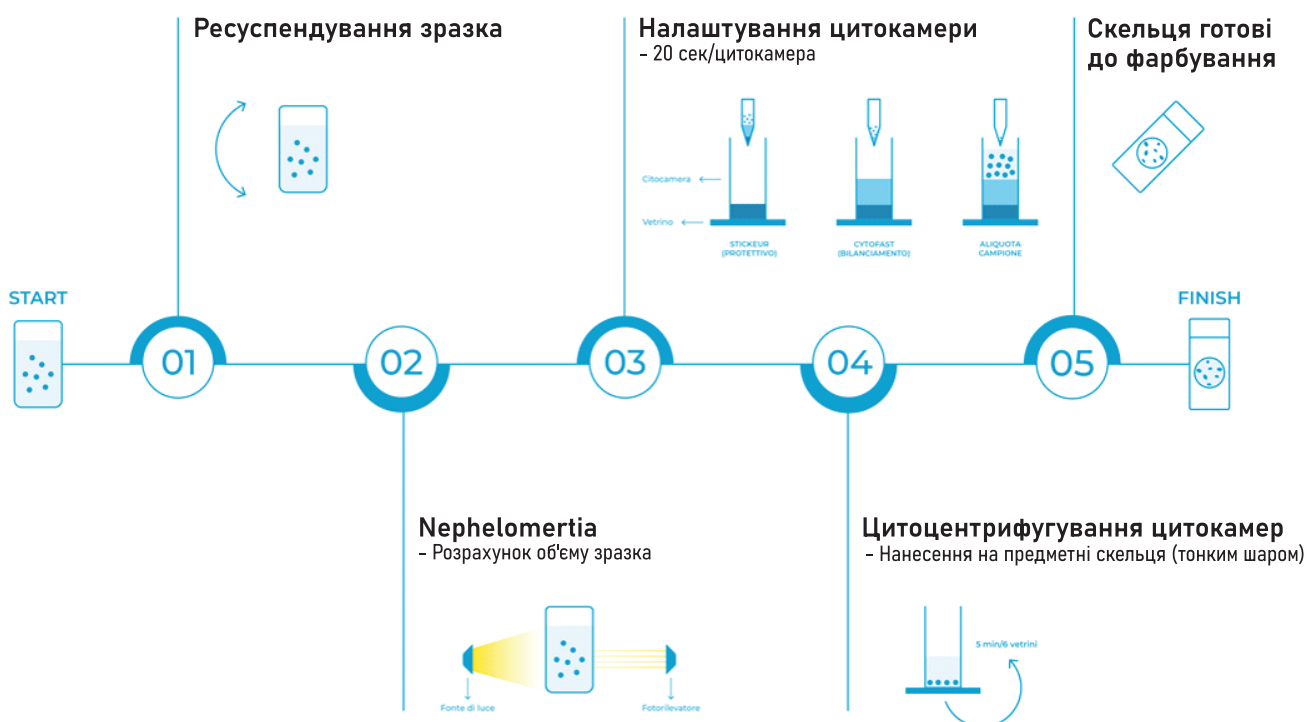 Ресуспендування зразка
Налаштування цитокамери
- 20 сек/цитокамера
Скельця готові
до фарбування
Citocamera
Vetrino
STICKEUR
(PROTETTIVO)
CYTOFAST
(BILANCIAMENTO)
ALIQUOTA
CAMPIONE
START
01
02
03
04
05
FINISH
Nephelomertia
- Розрахунок об'єму зразка
Fonte di luce
Fotorilevatore
Цитоцентрифугування цитокамер
- Нанесення на предметні скельця (тонким шаром)
5 min/6 vetrini